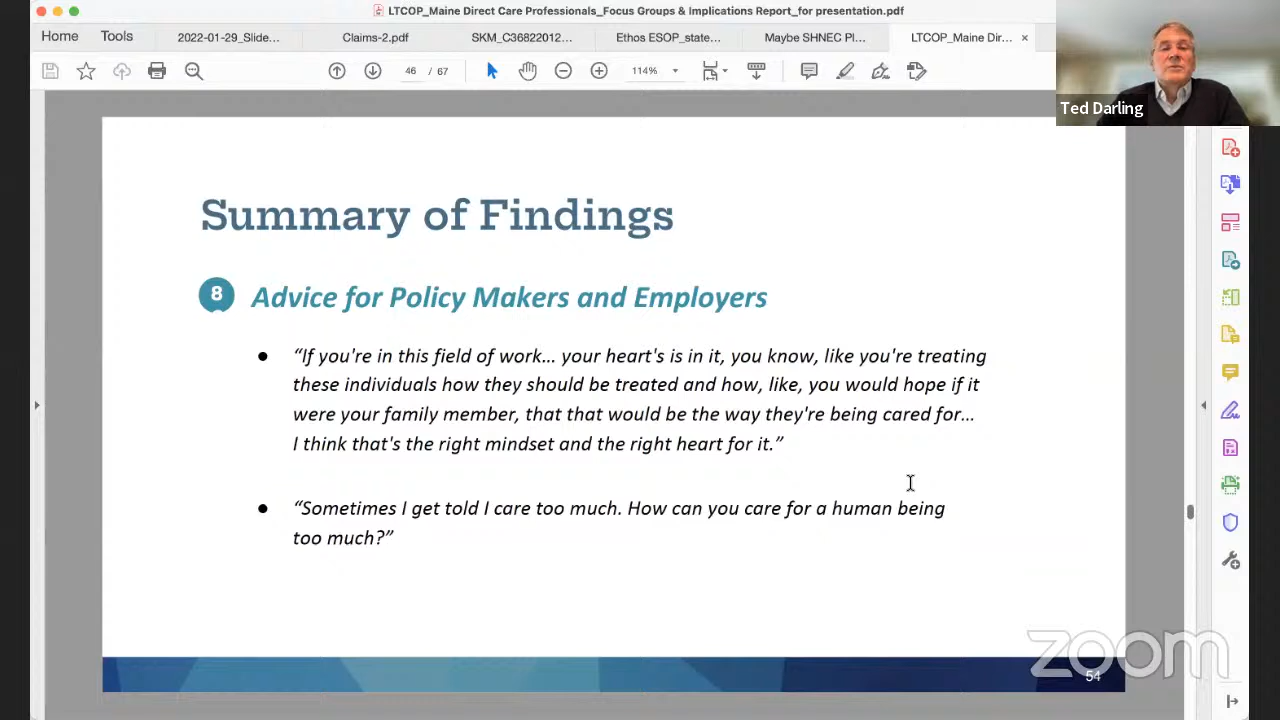 LTCOP_Maine Direct Care Professionals_Focus Groups & Implications Report_for presentation.pdf
Home
Tools
2022-01-29_Slide...
Claims-2.pdf
SKM_C36822012...
Ethos ESOP_state...
Maybe SHNEC Pl...
LTCOP_Maine Dir...
46 / 67
114%
Ted Darling
Summary of Findings
8 Advice for Policy Makers and Employers
● “If you're in this field of work... your heart's is in it, you know, like you're treating
these individuals how they should be treated and how, like, you would hope if it
were your family member, that that would be the way they're being cared for...
I think that's the right mindset and the right heart for it.”
● “Sometimes I get told I care too much. How can you care for a human being
too much?”
zoom
54